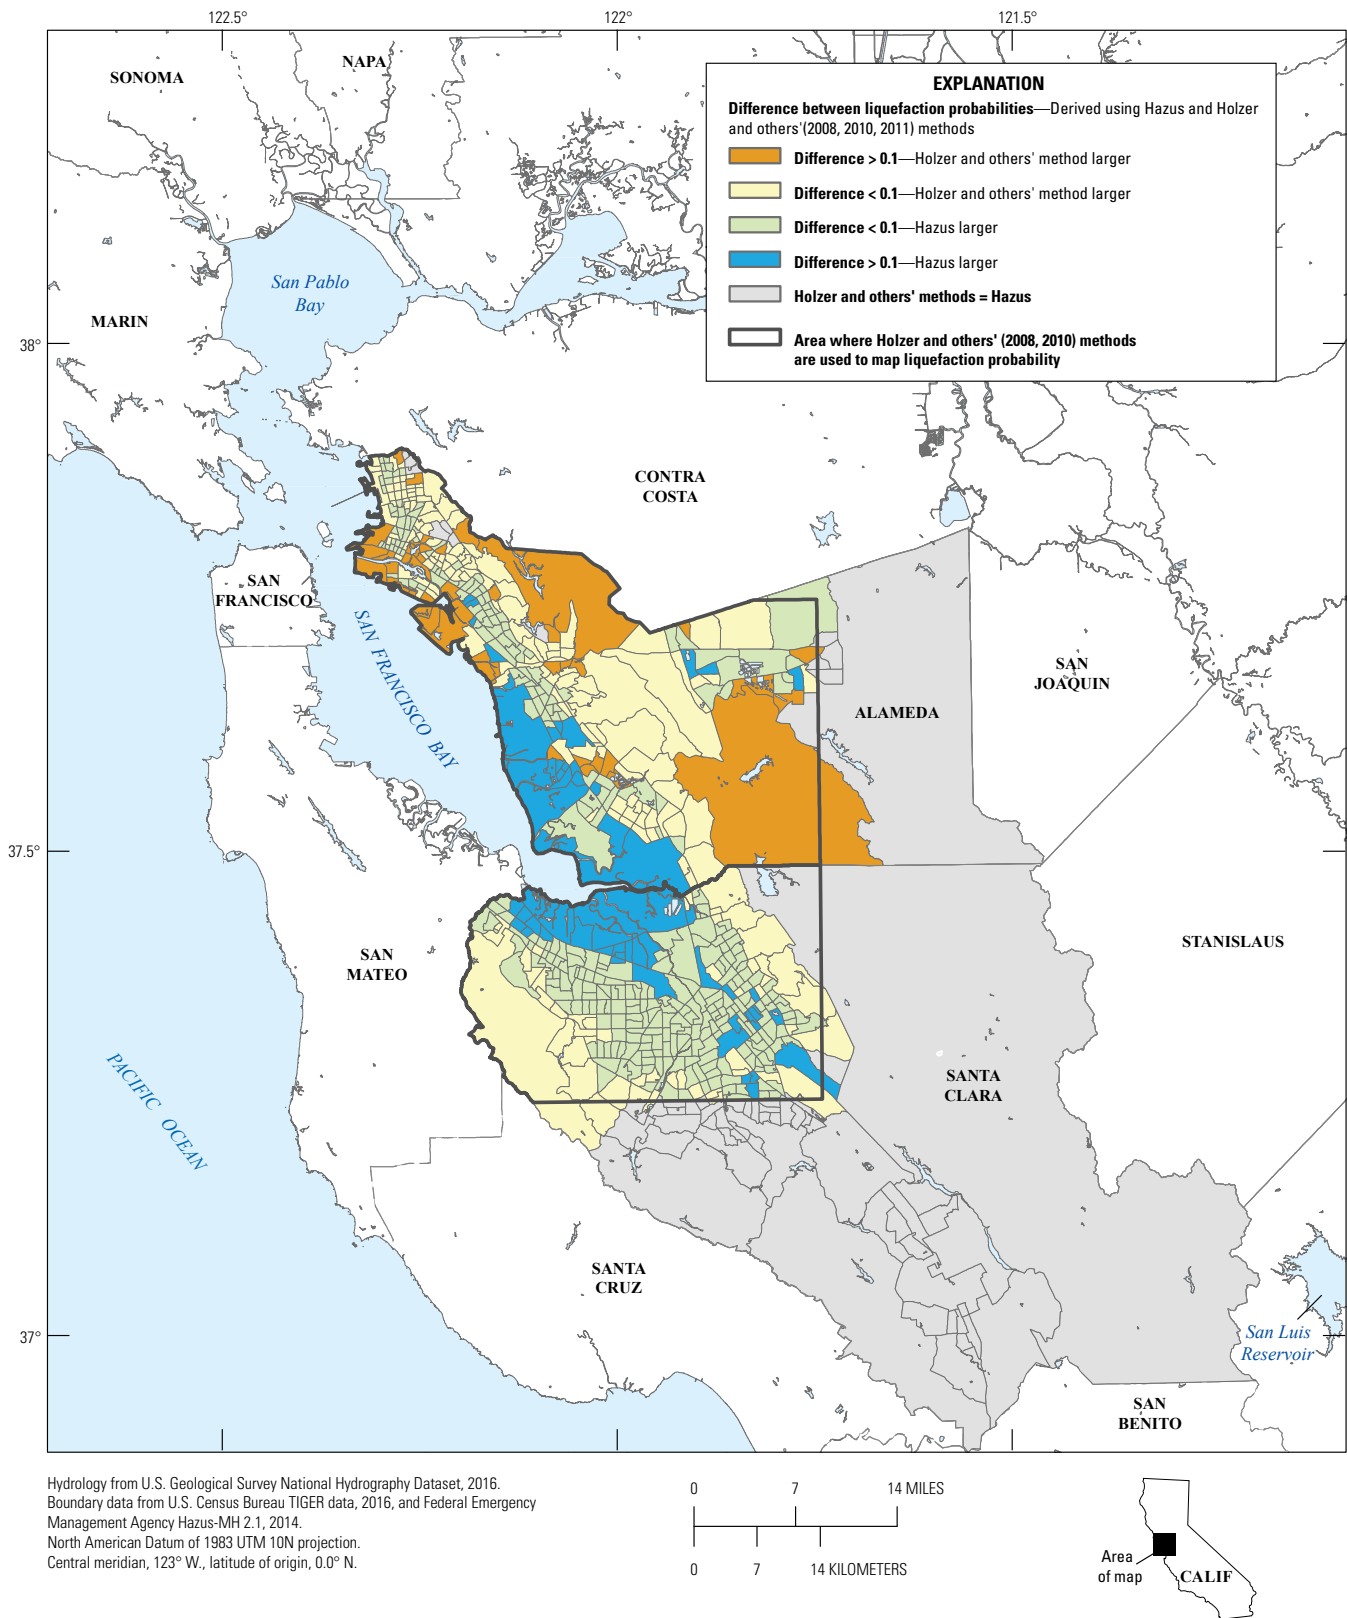 122.5°
122°
121.5°
SONOMA
NAPA
EXPLANATION
Difference between liquefaction probabilities—Derived using Hazus and Holzer
and others'(2008, 2010, 2011) methods
Difference > 0.1—Holzer and others' method larger
Difference < 0.1—Holzer and others' method larger
Difference < 0.1—Hazus larger
Difference > 0.1—Hazus larger
Holzer and others' methods = Hazus
Area where Holzer and others' (2008, 2010) methods
are used to map liquefaction probability
San Pablo
Bay
MARIN
38°
CONTRA
COSTA
SAN
FRANCISCO
SAN FRANCISCO BAY
SAN
JOAQUIN
ALAMEDA
37.5°
SAN
MATEO
STANISLAUS
PACIFIC OCEAN
SANTA
CLARA
SANTA
CRUZ
37°
San Luis
Reservoir
SAN
BENITO
Hydrology from U.S. Geological Survey National Hydrography Dataset, 2016.
Boundary data from U.S. Census Bureau TIGER data, 2016, and Federal Emergency
Management Agency Hazus-MH 2.1, 2014.
North American Datum of 1983 UTM 10N projection.
Central meridian, 123° W., latitude of origin, 0.0° N.
0 7 14 MILES
0 7 14 KILOMETERS
Area
of map
CALIF